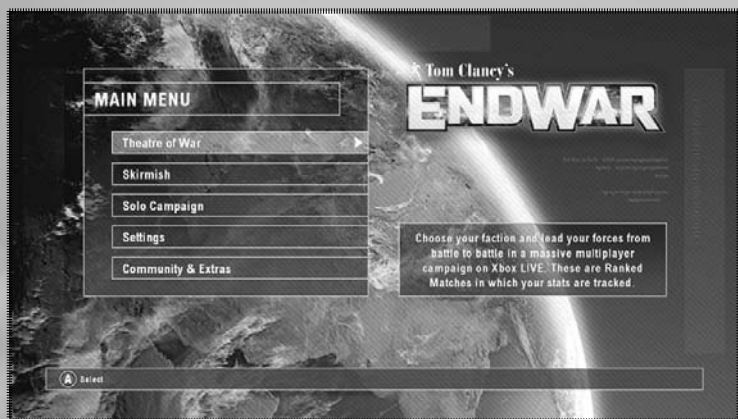 Tom Clancy's
ENDWAR
MAIN MENU
Theatre of War
Skirmish
Solo Campaign
Settings
Community & Extras
Choose your faction and lead your forces from
battle to battle in a massive multiplayer
campaign on Xbox LIVE. These are Ranked
Matches in which your stats are tracked.
A Select